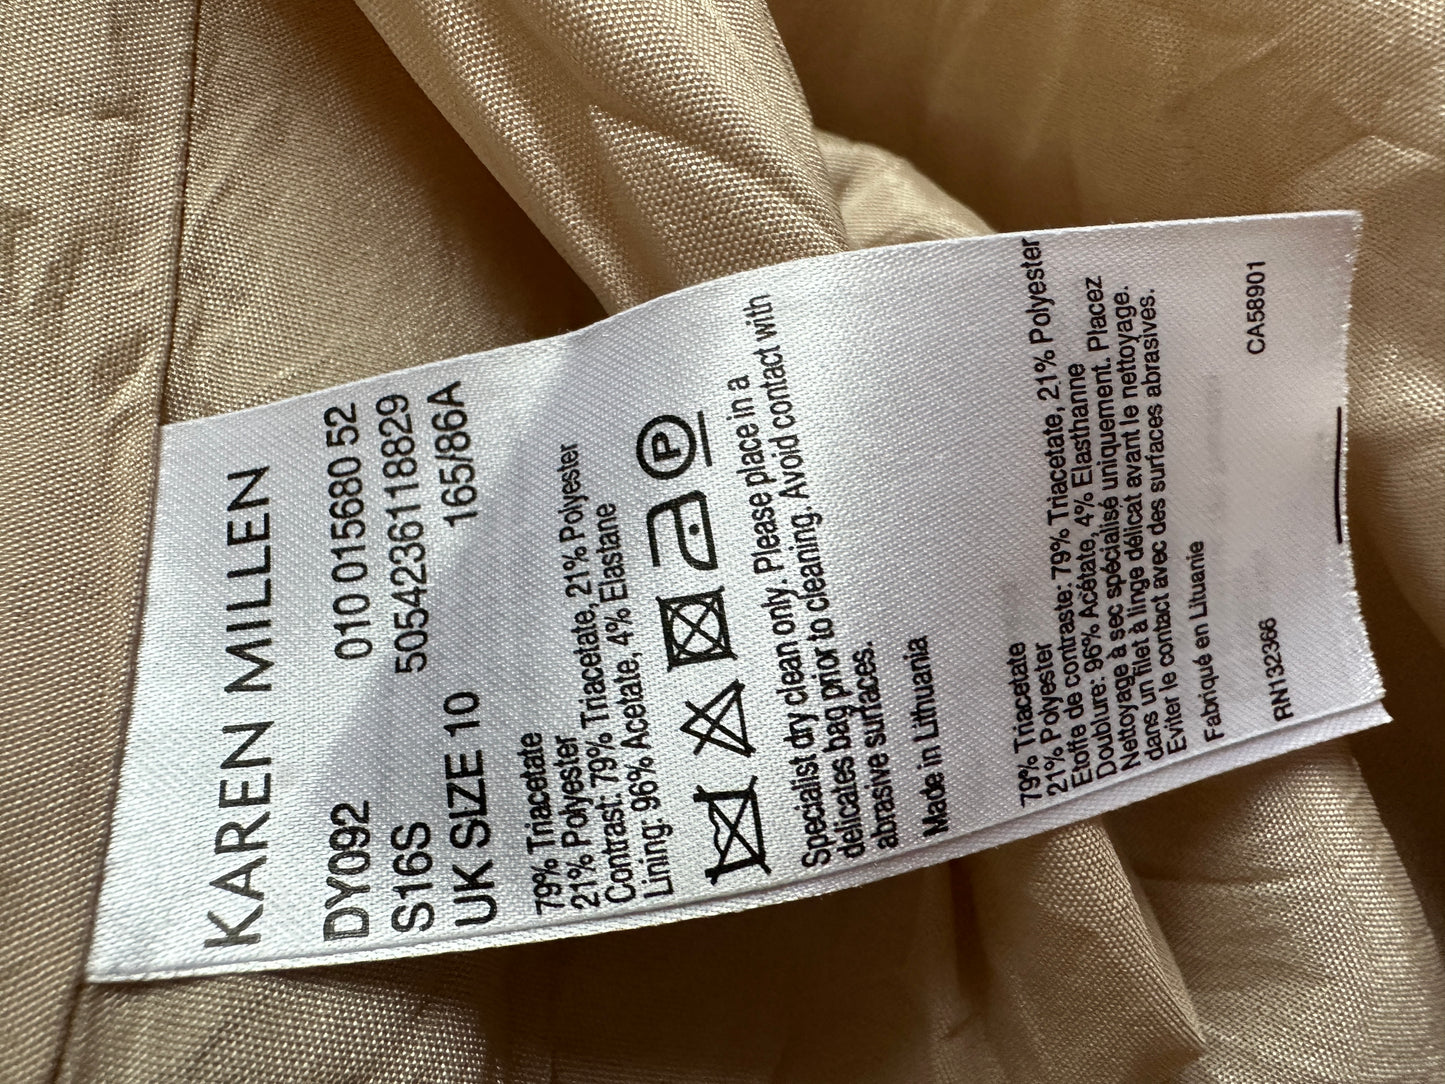 KAREN MILLEN
DY092 010 015680 52
S16S 5054236118829
UK SIZE 10 165/86A
79% Triacetate
21% Polyester
Contrast: 79% Triacetate, 21% Polyester
Lining: 96% Acetate, 4% Elastane
P
Specialist dry clean only. Please place in a
delicates bag prior to cleaning. Avoid contact with
abrasive surfaces.
Made in Lithuania
79% Triacetate
21% Polyester
Etoffe de contraste: 79% Triacetate, 21% Polyester
Doublure: 96% Acétate, 4% Elasthanne
Nettoyage à sec spécialisé uniquement. Placez
dans un filet à linge délicat avant le nettoyage.
Eviter le contact avec des surfaces abrasives.
Fabriqué en Lituanie
RN132366 CA58901